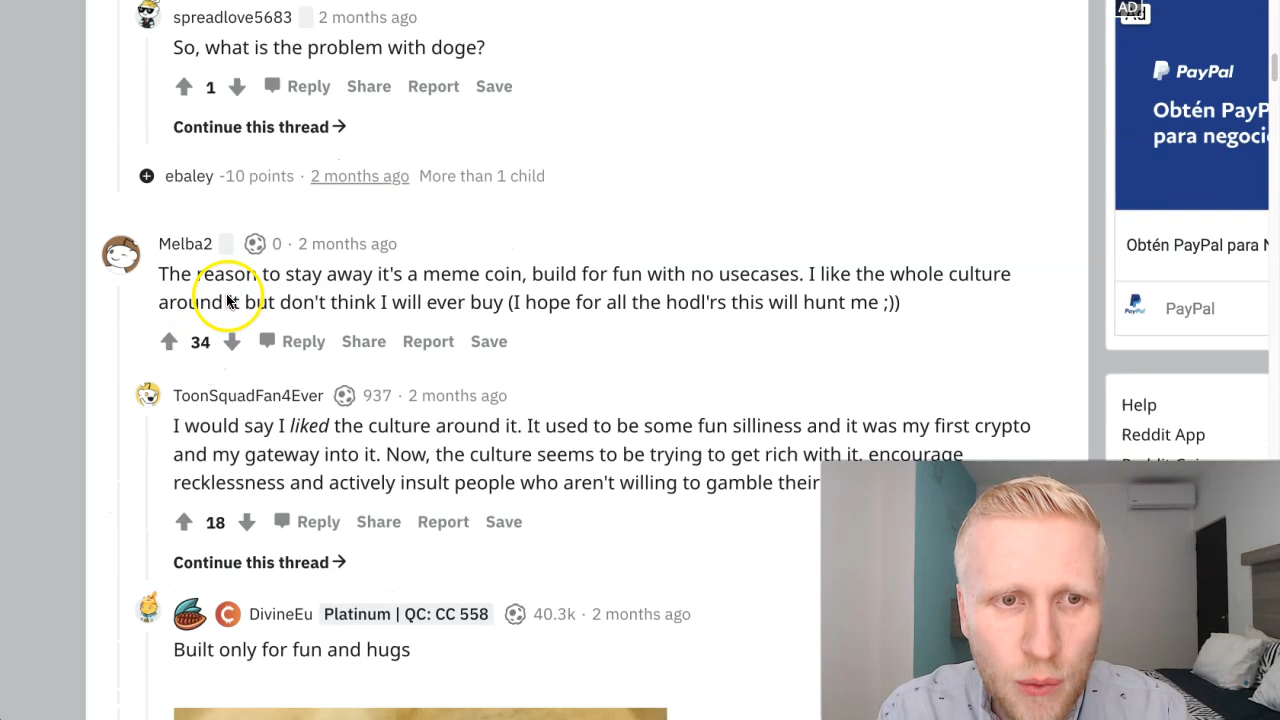 spreadlove5683 2 months ago
So, what is the problem with doge?
1 Reply Share Report Save
Continue this thread →
ebaley -10 points · 2 months ago More than 1 child
Melba2 0 · 2 months ago
The reason to stay away it's a meme coin, build for fun with no usecases. I like the whole culture
around it but don't think I will ever buy (I hope for all the hodl'rs this will hunt me ;))
34 Reply Share Report Save
ToonSquadFan4Ever 937 · 2 months ago
I would say I liked the culture around it. It used to be some fun silliness and it was my first crypto
and my gateway into it. Now, the culture seems to be trying to get rich with it, encourage
recklessness and actively insult people who aren't willing to gamble their
18 Reply Share Report Save
Continue this thread →
DivineEu Platinum | QC: CC 558 40.3k · 2 months ago
Built only for fun and hugs
AD
Ad
PayPal
Obtén PayP
para negocio
Obtén PayPal para N
PayPal
Help
Reddit App